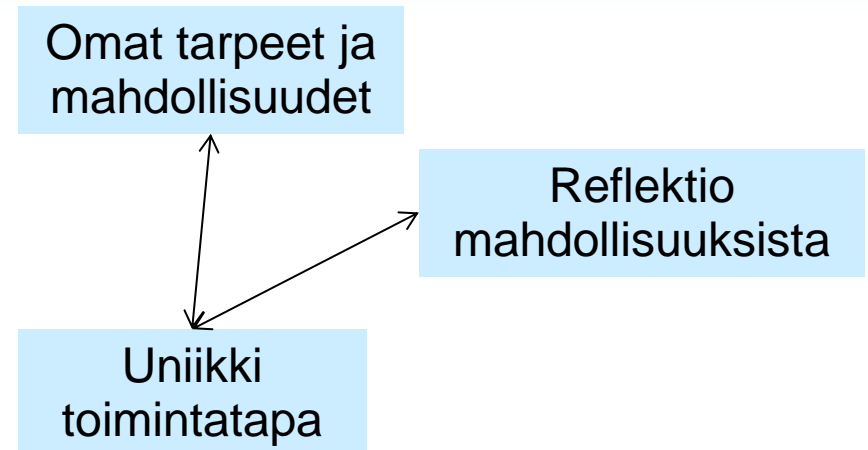 Omat tarpeet ja
mahdollisuudet
Reflektio
mahdollisuuksista
Uniikki
toimintatapa